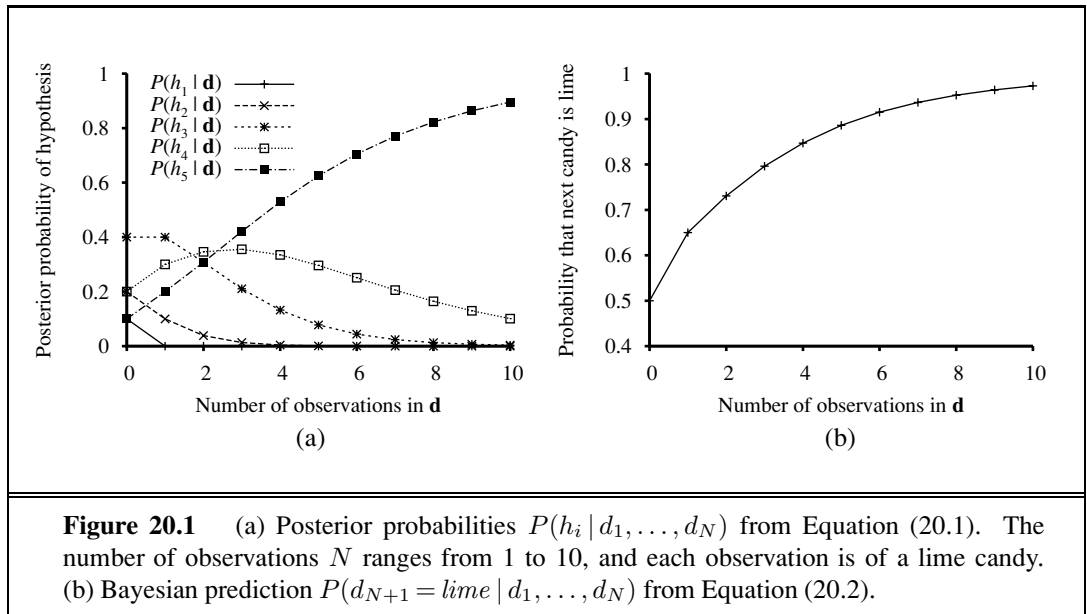 P(h₁ | d)
P(h₂ | d)
P(h₃ | d)
P(h₄ | d)
P(h₅ | d)
Posterior probability of hypothesis
1
0.8
0.6
0.4
0.2
0
0 2 4 6 8 10
Number of observations in d
(a)
Probability that next candy is lime
1
0.9
0.8
0.7
0.6
0.5
0.4
0 2 4 6 8 10
Number of observations in d
(b)
Figure 20.1 (a) Posterior probabilities P(hᵢ | d₁, . . . , d_N) from Equation (20.1). The
number of observations N ranges from 1 to 10, and each observation is of a lime candy.
(b) Bayesian prediction P(d_{N+1} = lime | d₁, . . . , d_N) from Equation (20.2).